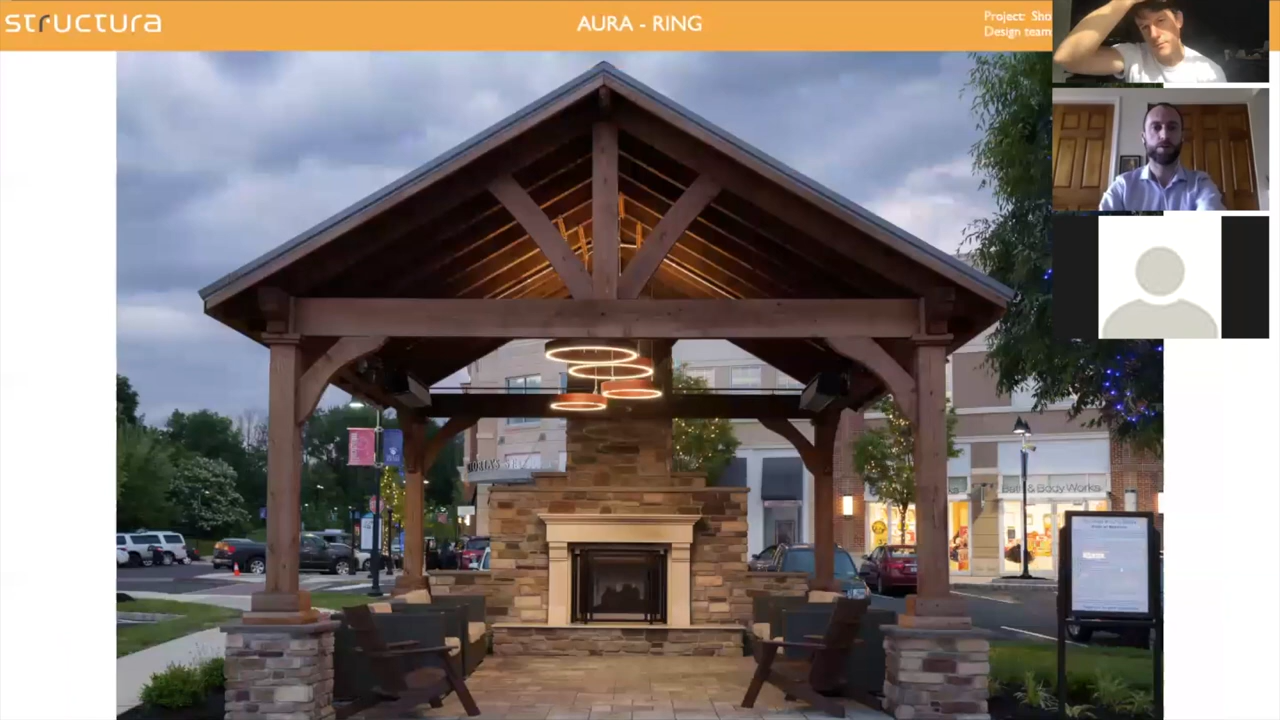 structura
AURA - RING
Project: Sho
Design team
Bath & Body Works